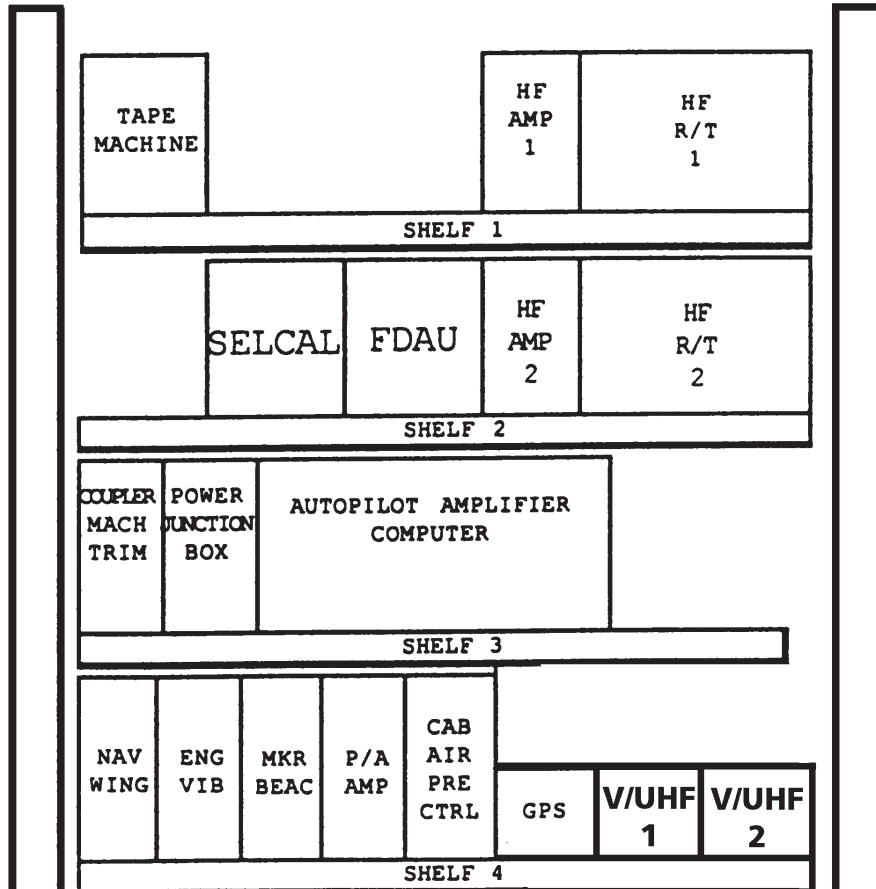 TAPE
MACHINE
HF
AMP
1
HF
R/T
1
SHELF 1
SELCAL
FDAU
HF
AMP
2
HF
R/T
2
SHELF 2
COUPLER
MACH
TRIM
POWER
JUNCTION
BOX
AUTOPILOT AMPLIFIER
COMPUTER
SHELF 3
NAV
WING
ENG
VIB
MKR
BEAC
P/A
AMP
CAB
AIR
PRE
CTRL
GPS
V/UHF
1
V/UHF
2
SHELF 4